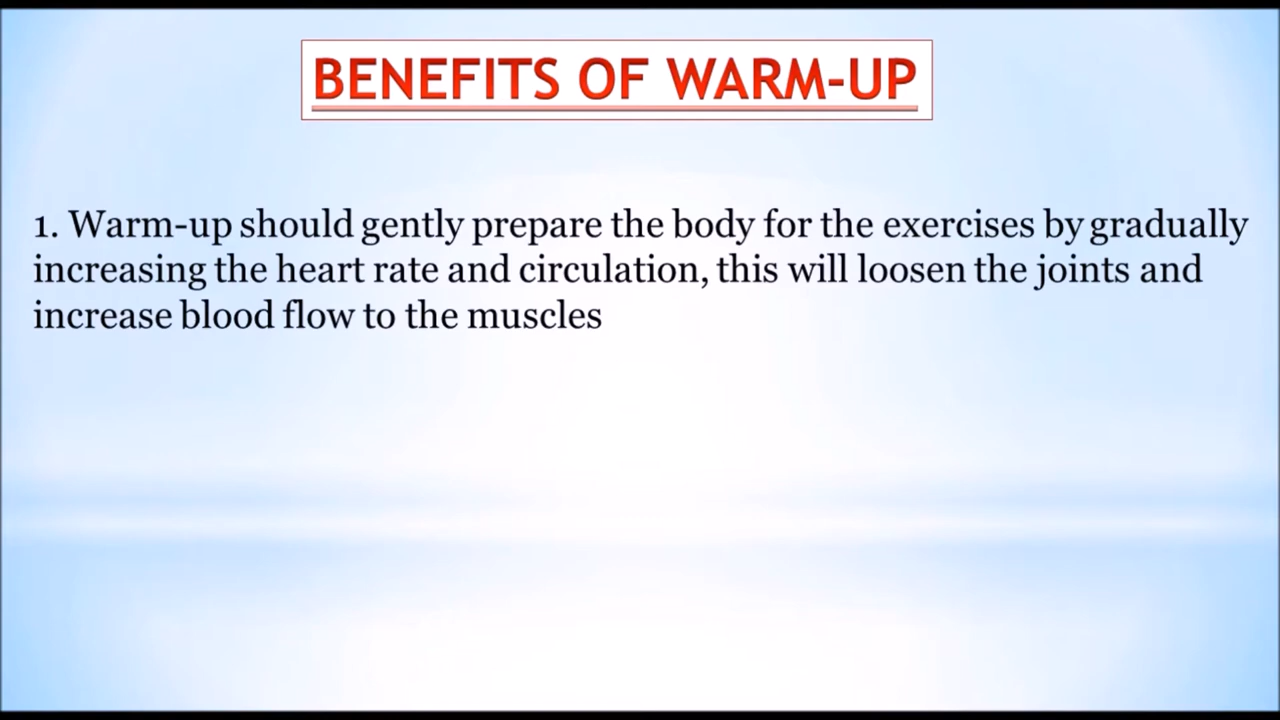 BENEFITS OF WARM-UP
1. Warm-up should gently prepare the body for the exercises by gradually
increasing the heart rate and circulation, this will loosen the joints and
increase blood flow to the muscles